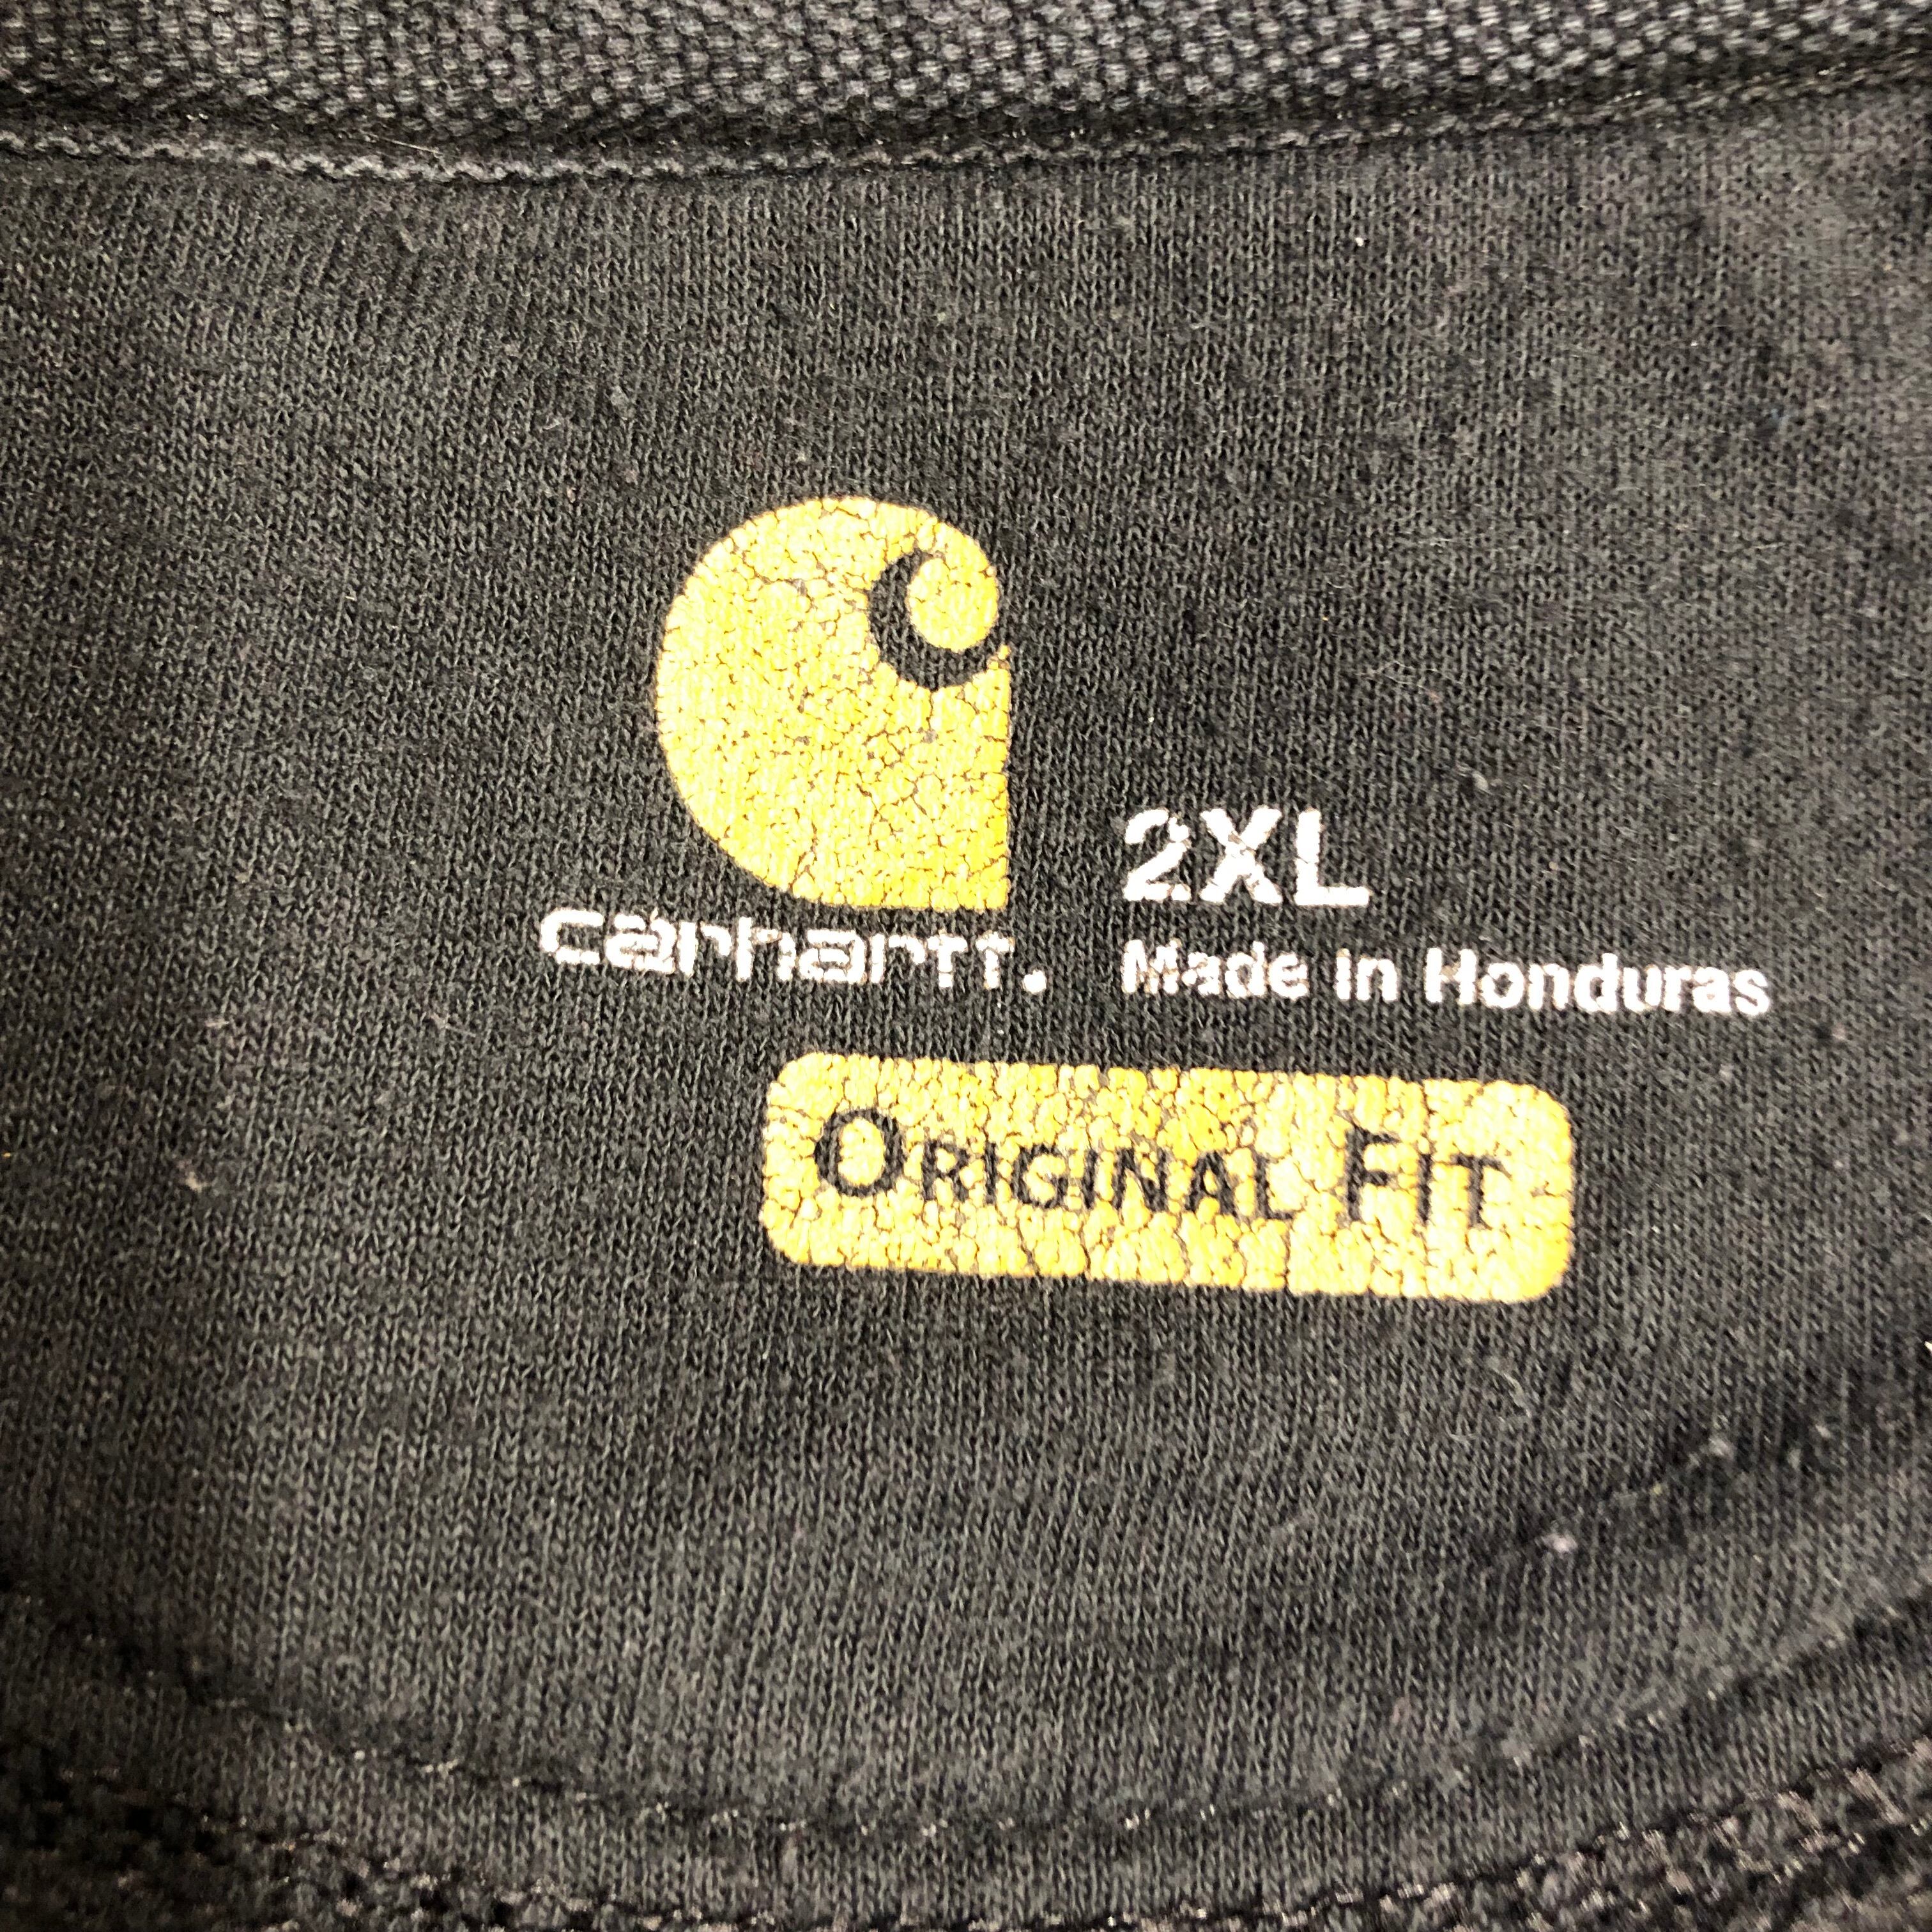 2XL
carhartt.
Made in Honduras
ORIGINAL FIT